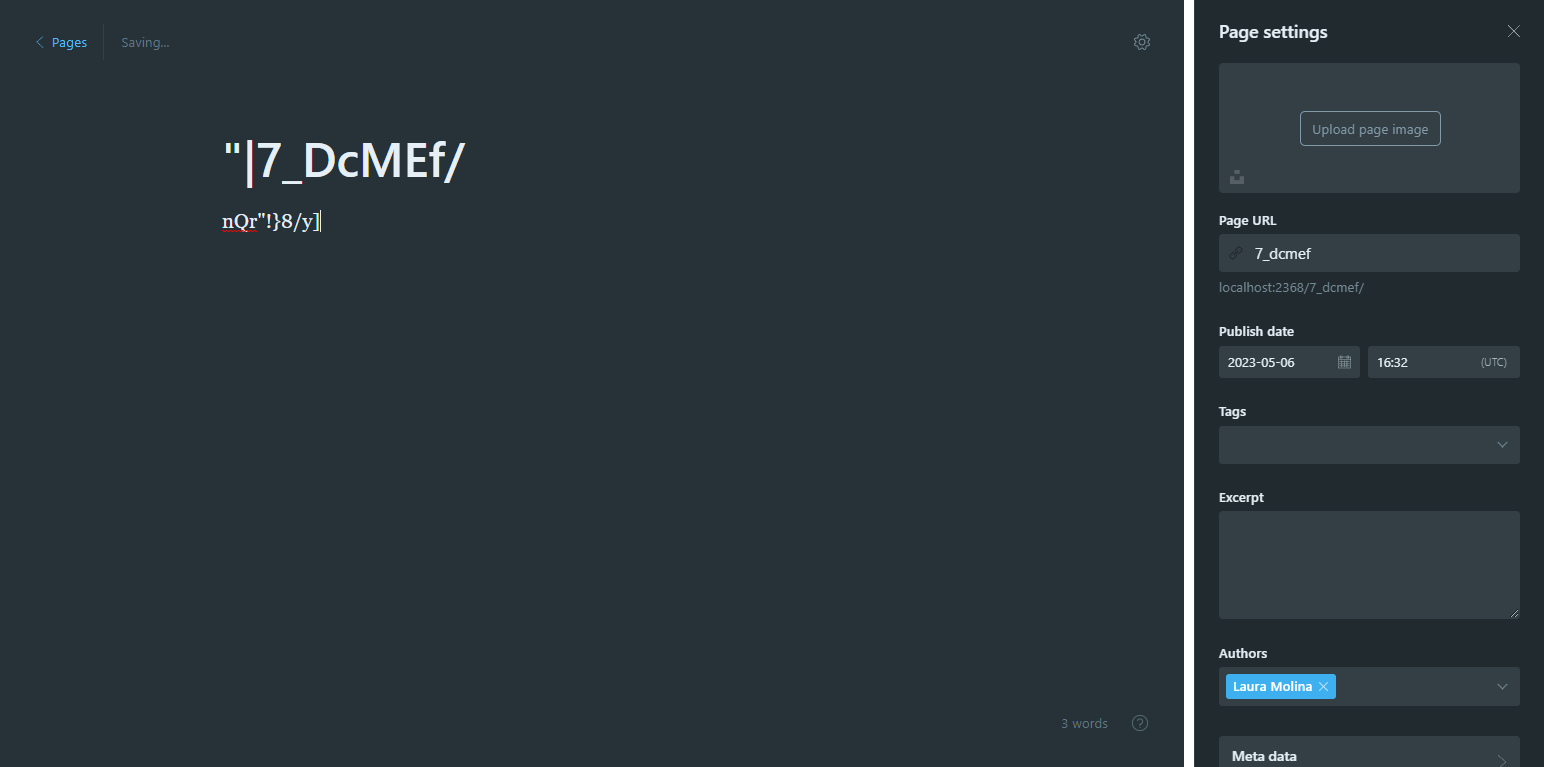 Pages
Saving...
"|7_DcMEf/
nQr"!}8/y]
3 words
Page settings
Upload page image
Page URL
7_dcmef
localhost:2368/7_dcmef/
Publish date
2023-05-06
16:32
(UTC)
Tags
Excerpt
Authors
Laura Molina
Meta data